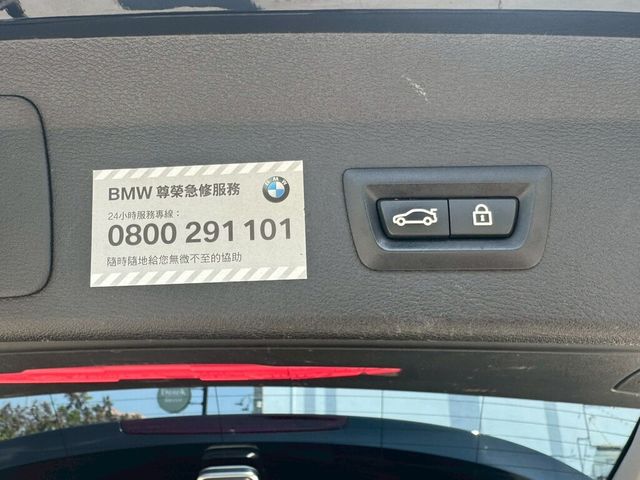 BMW 尊榮急修服務
24小時服務專線：
0800 291 101
隨時隨地給您無微不至的協助